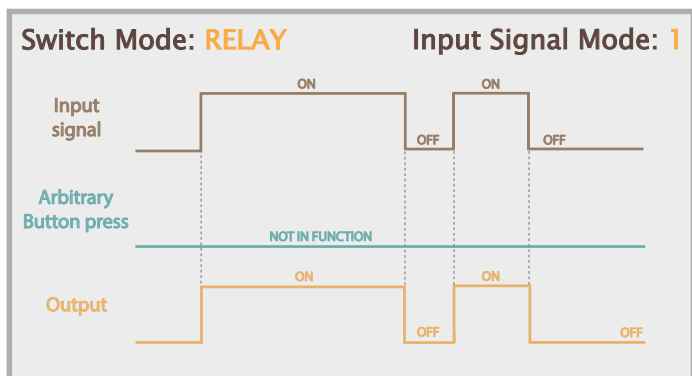 Switch Mode: RELAY
Input Signal Mode: 1
Input
signal
ON
OFF
ON
OFF
Arbitrary
Button press
NOT IN FUNCTION
Output
ON
OFF
ON
OFF